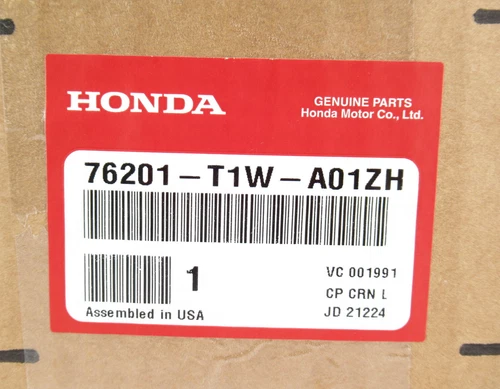 HONDA
GENUINE PARTS
Honda Motor Co., Ltd.
76201-T1W-A01ZH
1
VC 001991
CP CRN L
Assembled in USA
JD 21224